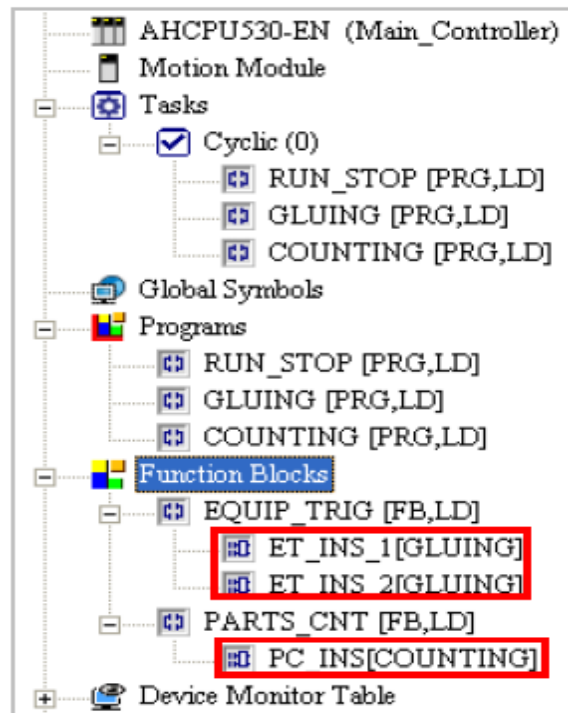 AHCPU530-EN (Main_Controller)
Motion Module
Tasks
Cyclic (0)
RUN_STOP [PRG,LD]
GLUING [PRG,LD]
COUNTING [PRG,LD]
Global Symbols
Programs
RUN_STOP [PRG,LD]
GLUING [PRG,LD]
COUNTING [PRG,LD]
Function Blocks
EQUIP_TRIG [FB,LD]
ET_INS_1[GLUING]
ET_INS_2[GLUING]
PARTS_CNT [FB,LD]
PC_INS[COUNTING]
Device Monitor Table